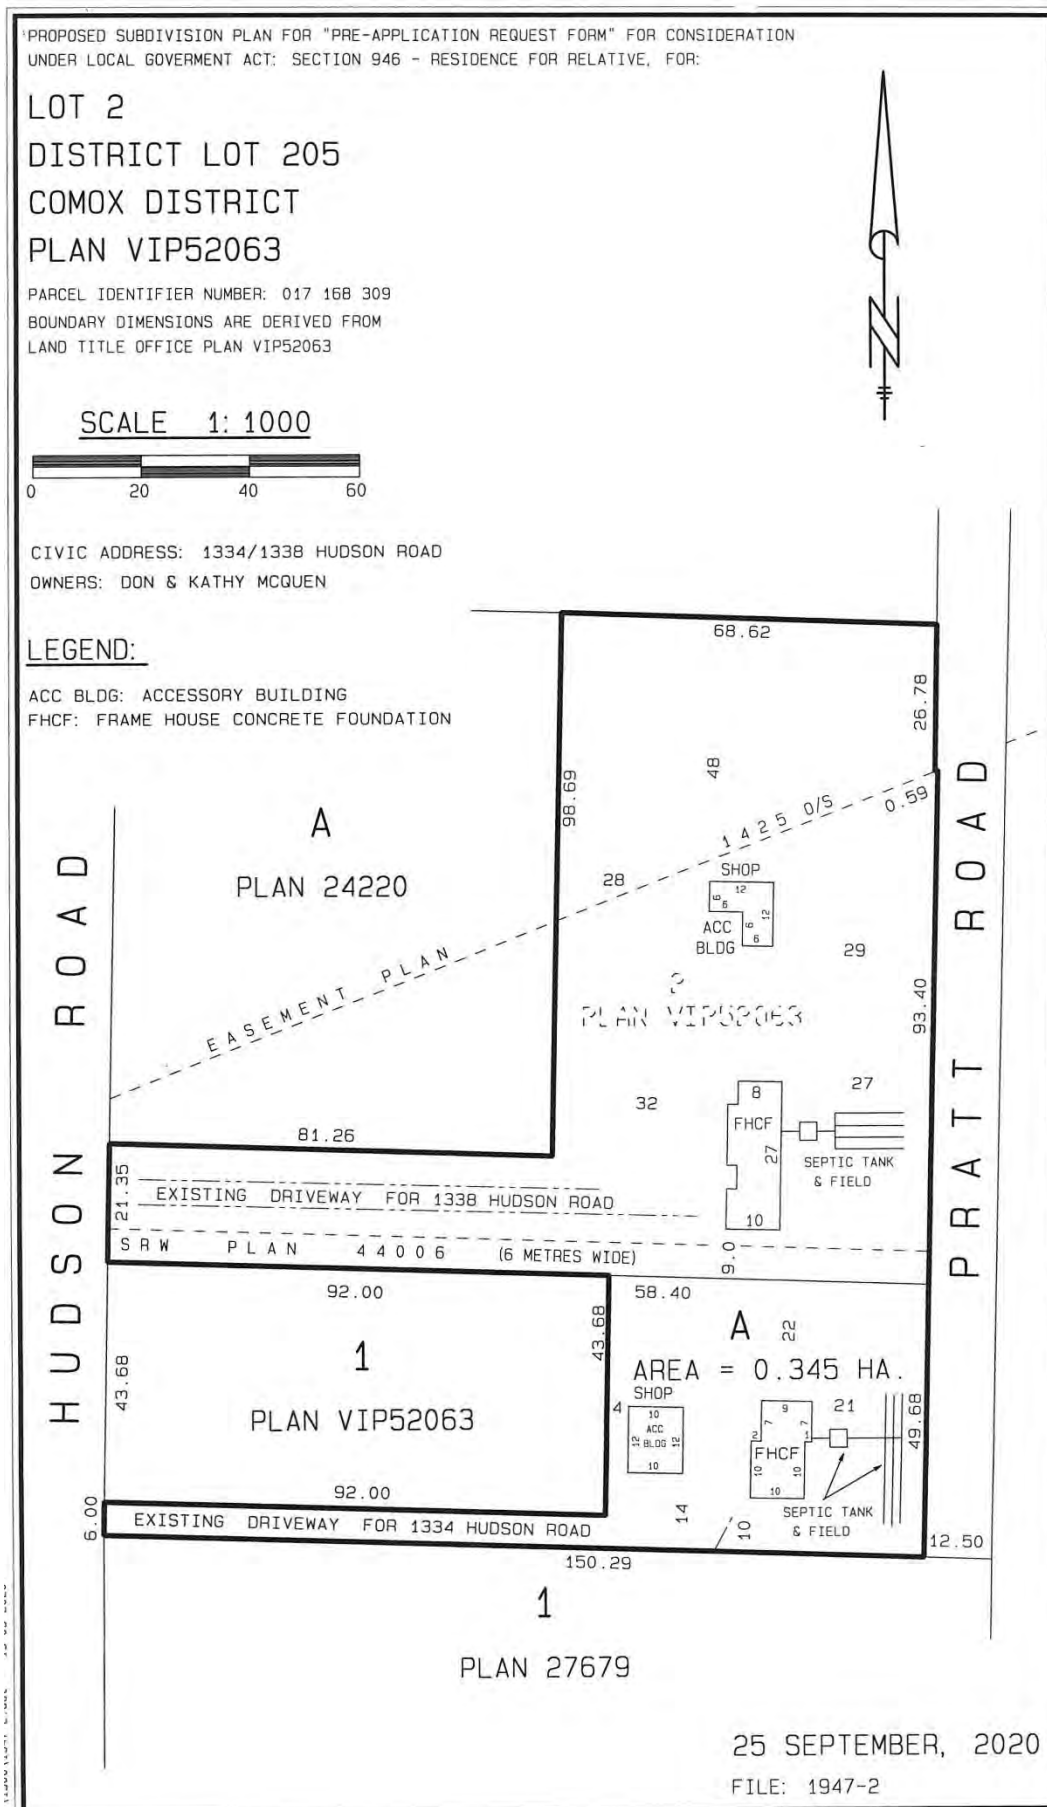 PROPOSED SUBDIVISION PLAN FOR "PRE-APPLICATION REQUEST FORM" FOR CONSIDERATION
UNDER LOCAL GOVERMENT ACT: SECTION 946 - RESIDENCE FOR RELATIVE, FOR:
LOT 2
DISTRICT LOT 205
COMOX DISTRICT
PLAN VIP52063
PARCEL IDENTIFIER NUMBER: 017 168 309
BOUNDARY DIMENSIONS ARE DERIVED FROM
LAND TITLE OFFICE PLAN VIP52063
N
SCALE 1: 1000
0 20 40 60
CIVIC ADDRESS: 1334/1338 HUDSON ROAD
OWNERS: DON & KATHY MCQUEN
LEGEND:
ACC BLDG: ACCESSORY BUILDING
FHCF: FRAME HOUSE CONCRETE FOUNDATION
68.62
26.78
98.69
48
0.59
A
PLAN 24220
EASEMENT PLAN 1425 O/S
28
SHOP
12
6
6
12
6
6
ACC
BLDG
29
93.40
2
PLAN VIP52063
HUDSON ROAD
PRATT ROAD
32
8
FHCF
27
10
27
SEPTIC TANK
& FIELD
81.26
21.35
EXISTING DRIVEWAY FOR 1338 HUDSON ROAD
SRW PLAN 44006 (6 METRES WIDE)
9.0
92.00
58.40
43.68
43.68
1
PLAN VIP52063
A
22
AREA = 0.345 HA.
SHOP
4
10
ACC
BLDG
12
12
10
9
7
7
2
1
FHCF
10
10
10
21
49.68
SEPTIC TANK
& FIELD
92.00
6.00
EXISTING DRIVEWAY FOR 1334 HUDSON ROAD
14
10
12.50
150.29
1
PLAN 27679
25 SEPTEMBER, 2020
FILE: 1947-2